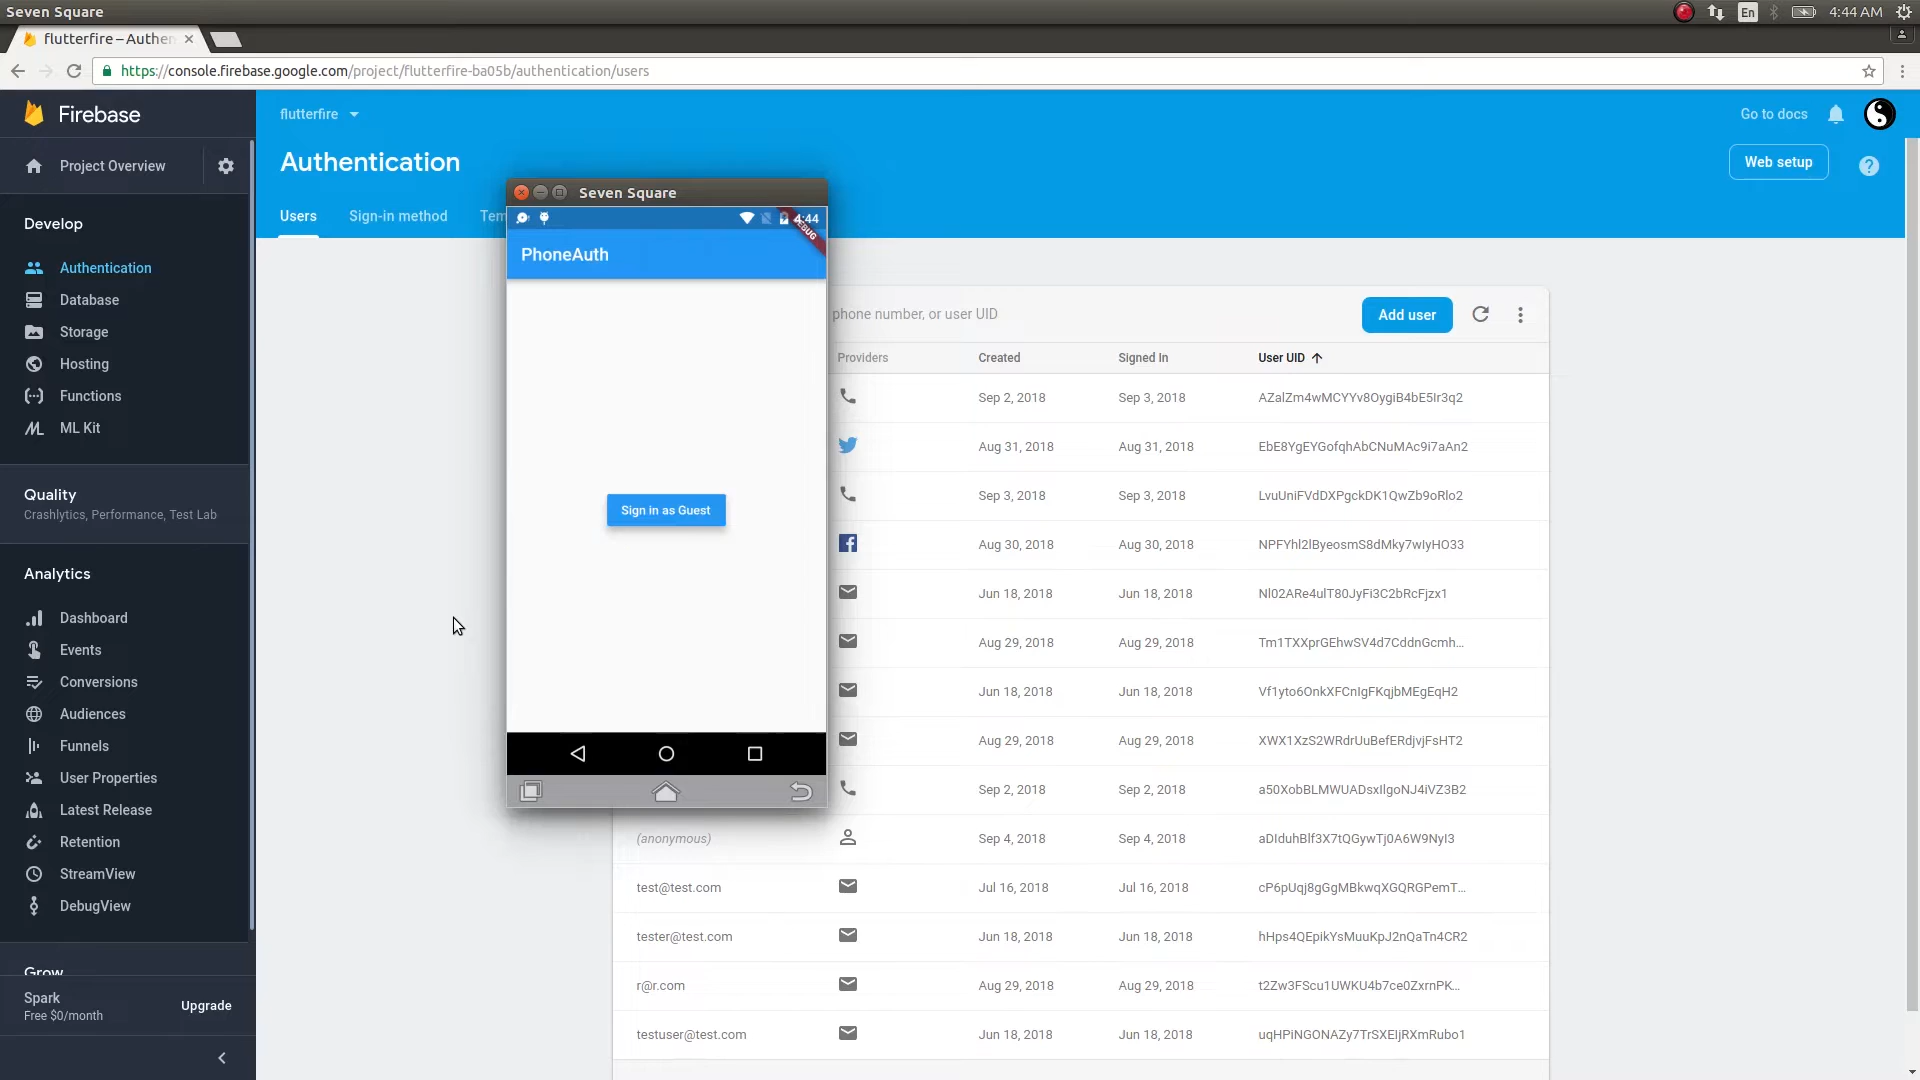 Seven Square
En
4:44 AM
flutterfire – Authen
https://console.firebase.google.com/project/flutterfire-ba05b/authentication/users
Firebase
flutterfire
Go to docs
Project Overview
Authentication
Web setup
Users
Sign-in method
Tem
Develop
Authentication
Database
Storage
Hosting
Functions
ML Kit
Quality
Crashlytics, Performance, Test Lab
Analytics
Dashboard
Events
Conversions
Audiences
Funnels
User Properties
Latest Release
Retention
StreamView
DebugView
Grow
Spark
Free $0/month
Upgrade
Seven Square
4:44
PhoneAuth
Sign in as Guest
phone number, or user UID
Add user
Providers Created Signed In User UID
Sep 2, 2018 Sep 3, 2018 AZalZm4wMCYYv8OygiB4bE5Ir3q2
Aug 31, 2018 Aug 31, 2018 EbE8YgEYGofqhAbCNuMAc9i7aAn2
Sep 3, 2018 Sep 3, 2018 LvuUniFVdDXPgckDK1QwZb9oRlo2
Aug 30, 2018 Aug 30, 2018 NPFYhl2lByeosmS8dMky7wIyHO33
Jun 18, 2018 Jun 18, 2018 Nl02ARe4ulT80JyFi3C2bRcFjzx1
Aug 29, 2018 Aug 29, 2018 Tm1TXXprGEhwSV4d7CddnGcmh...
Jun 18, 2018 Jun 18, 2018 Vf1yto6OnkXFCnIgFKqjbMEgEqH2
Aug 29, 2018 Aug 29, 2018 XWX1XzS2WRdrUuBefERdjvjFsHT2
Sep 2, 2018 Sep 2, 2018 a50XobBLMWUADsxIlgoNJ4iVZ3B2
(anonymous) Sep 4, 2018 Sep 4, 2018 aDIduhBlf3X7tQGywTj0A6W9NyI3
test@test.com Jul 16, 2018 Jul 16, 2018 cP6pUqj8gGgMBkwqXGQRGPemT...
tester@test.com Jun 18, 2018 Jun 18, 2018 hHps4QEpikYsMuuKpJ2nQaTn4CR2
r@r.com Aug 29, 2018 Aug 29, 2018 t2Zw3FScu1UWKU4b7ce0ZxrnPK...
testuser@test.com Jun 18, 2018 Jun 18, 2018 uqHPiNGONAZy7TrSXEIjRXmRubo1